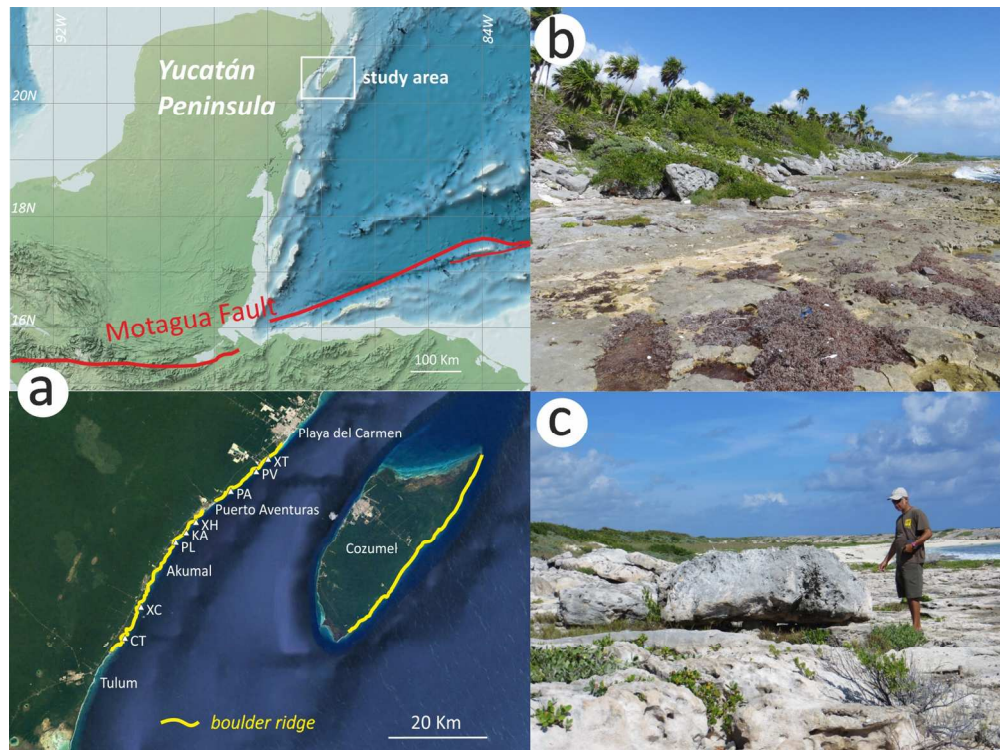 92W
84W
Yucatán
Peninsula
study area
20N
18N
16N
Motagua Fault
100 Km
a
b
c
Playa del Carmen
XT
PV
PA
Puerto Aventuras
XH
KA
PL
Cozumel
Akumal
XC
CT
Tulum
boulder ridge
20 Km